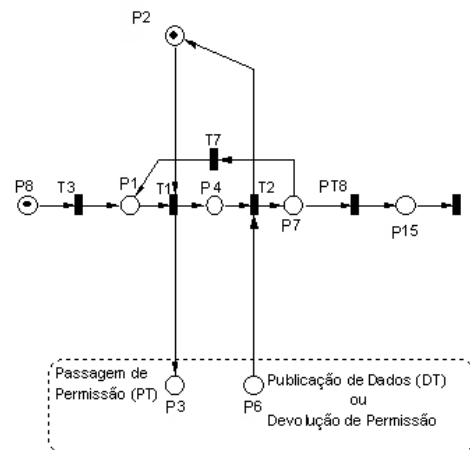 P2
T7
P8
T3
P1
T1
P4
T2
PT8
P7
P15
Passagem de
Permissão (PT)
P3
P6
Publicação de Dados (DT)
ou
Devolução de Permissão